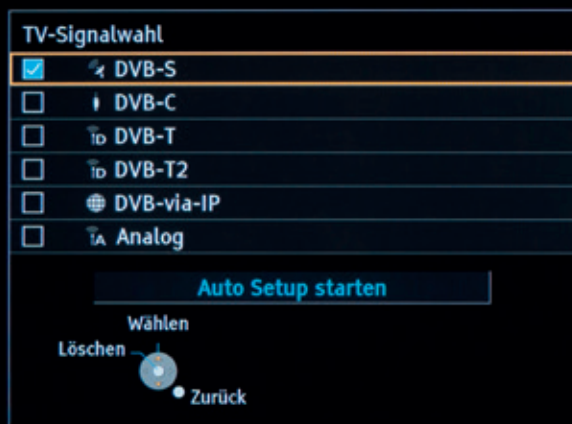 TV-Signalwahl
DVB-S
DVB-C
DVB-T
DVB-T2
DVB-via-IP
Analog
Auto Setup starten
Wählen
Löschen
Zurück